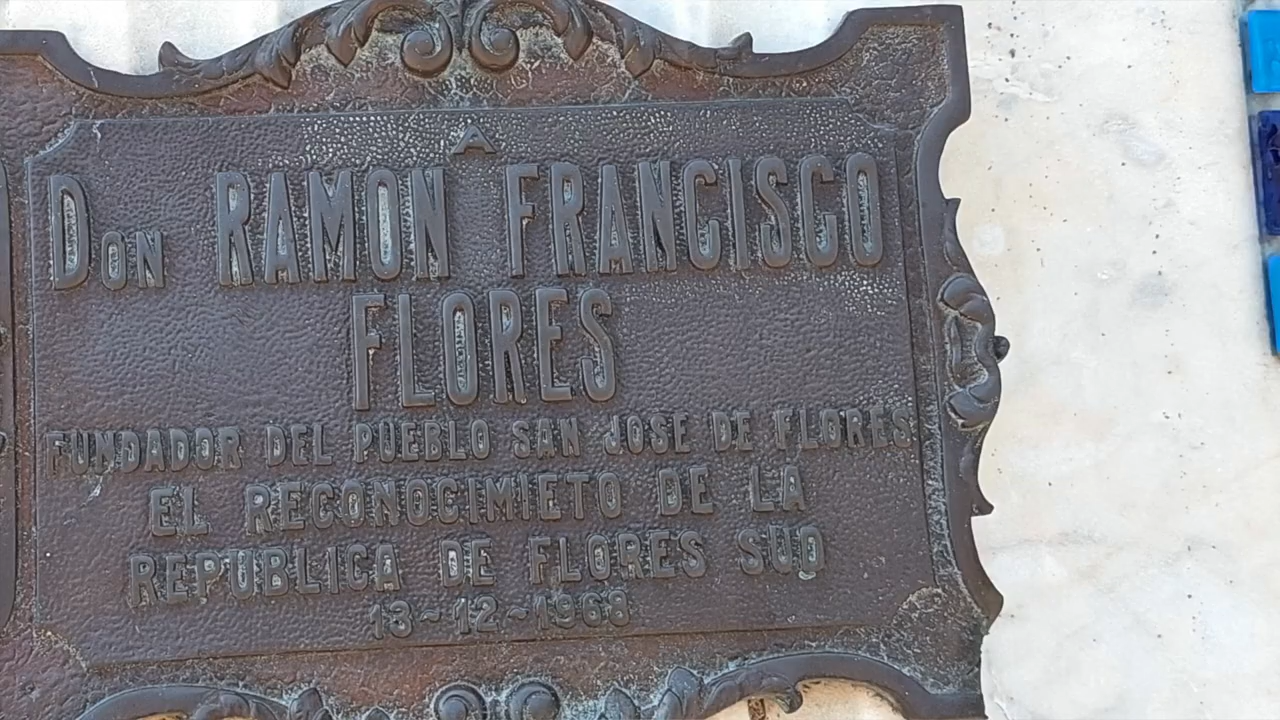 A
DON RAMON FRANCISCO
FLORES
FUNDADOR DEL PUEBLO SAN JOSE DE FLORES
EL RECONOCIMIETO DE LA
REPUBLICA DE FLORES SUD
13~12~1968